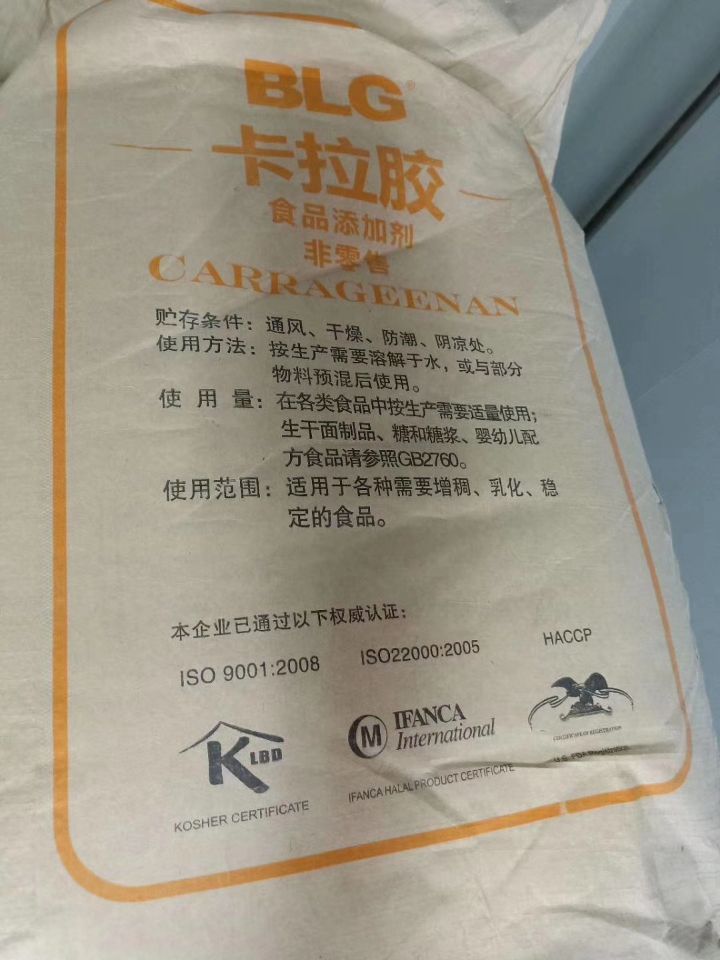 BLG®
卡拉胶
食品添加剂
非零售
CARRAGEENAN
贮存条件：通风、干燥、防潮、阴凉处。
使用方法：按生产需要溶解于水，或与部分
物料预混后使用。
使用量：在各类食品中按生产需要适量使用；
生干面制品、糖和糖浆、婴幼儿配
方食品请参照GB2760。
使用范围：适用于各种需要增稠、乳化、稳
定的食品。
本企业已通过以下权威认证：
ISO 9001:2008 ISO22000:2005 HACCP
K LBD
KOSHER CERTIFICATE
M IFANCA
International
IFANCA HALAL PRODUCT CERTIFICATE
CERTIFICATE OF REGISTRATION
U.S. FDA Registration